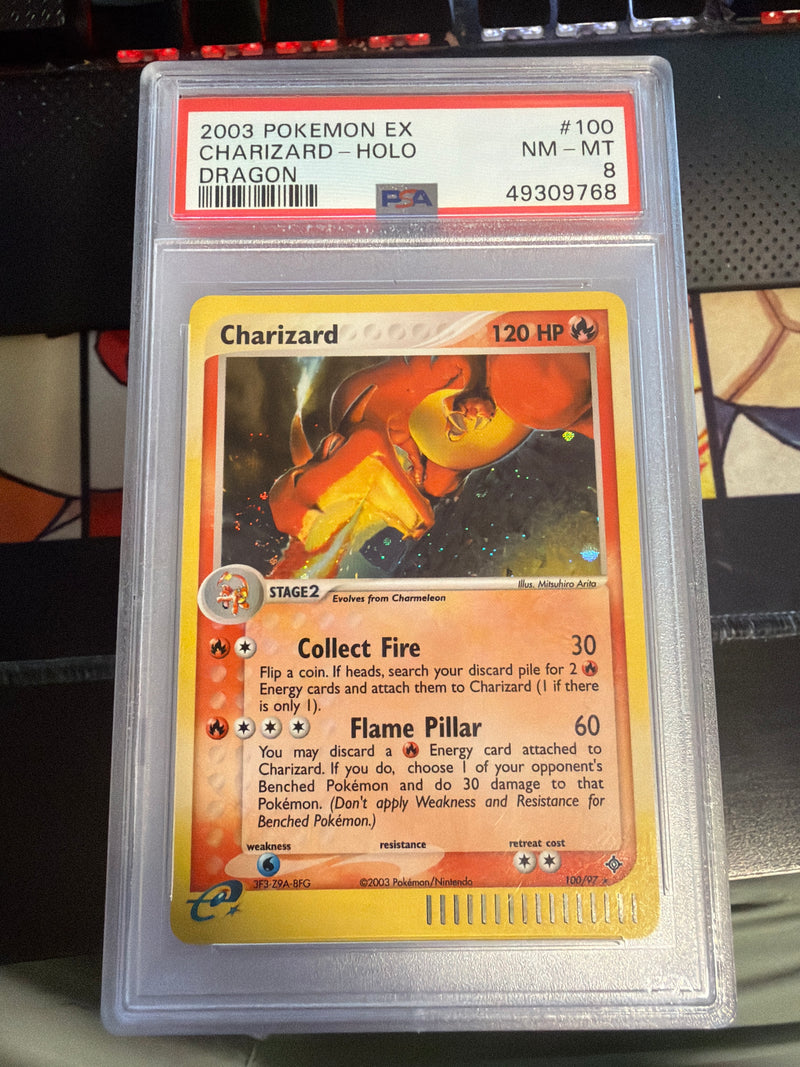 2003 POKEMON EX #100
CHARIZARD-HOLO NM-MT
DRAGON 8
PSA 49309768
Charizard 120 HP
Illus. Mitsuhiro Arita
STAGE2
Evolves from Charmeleon
Collect Fire 30
Flip a coin. If heads, search your discard pile for 2
Energy cards and attach them to Charizard (1 if there
is only 1).
Flame Pillar 60
You may discard a Energy card attached to
Charizard. If you do, choose 1 of your opponent's
Benched Pokémon and do 30 damage to that
Pokémon. (Don't apply Weakness and Resistance for
Benched Pokémon.)
weakness resistance retreat cost
3F3-Z9A-BFG ©2003 Pokémon/Nintendo 100/97
e